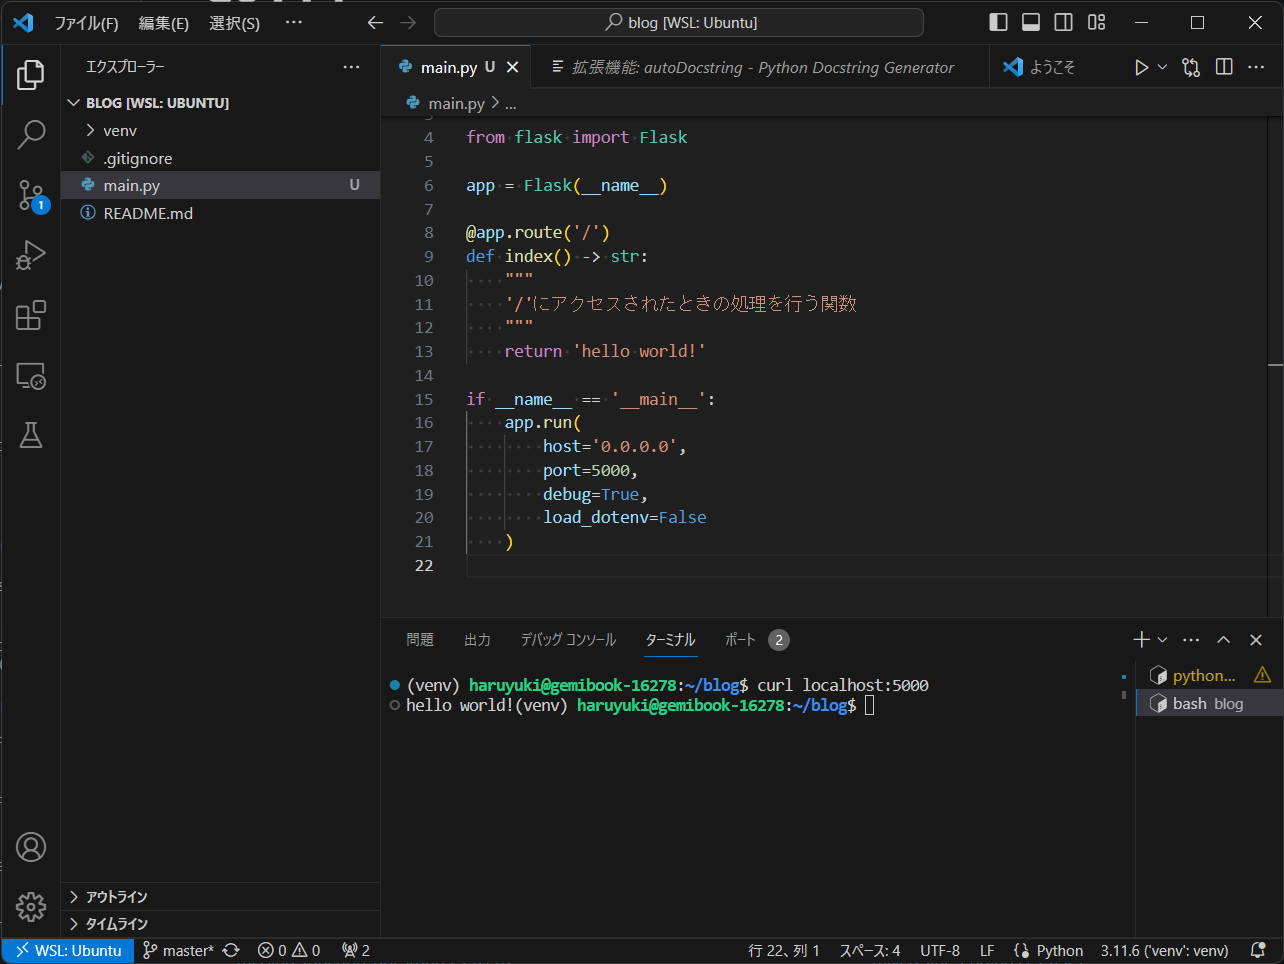 ファイル(F) 編集(E) 選択(S) ··· blog [WSL: Ubuntu]
エクスプローラー ···
BLOG [WSL: UBUNTU]
venv
.gitignore
main.py U
README.md
アウトライン
タイムライン
main.py U 拡張機能: autoDocstring - Python Docstring Generator ようこそ ···
main.py > ...
4 from flask import Flask
5
6 app = Flask(__name__)
7
8 @app.route('/')
9 def index() -> str:
10 """
11 '/'にアクセスされたときの処理を行う関数
12 """
13 return 'hello world!'
14
15 if __name__ == '__main__':
16 app.run(
17 host='0.0.0.0',
18 port=5000,
19 debug=True,
20 load_dotenv=False
21 )
22
問題 出力 デバッグ コンソール ターミナル ポート 2
(venv) haruyuki@gemibook-16278:~/blog$ curl localhost:5000
hello world!(venv) haruyuki@gemibook-16278:~/blog$
python...
bash blog
1
WSL: Ubuntu master* 0 0 2 行 22、列 1 スペース: 4 UTF-8 LF Python 3.11.6 ('venv': venv)